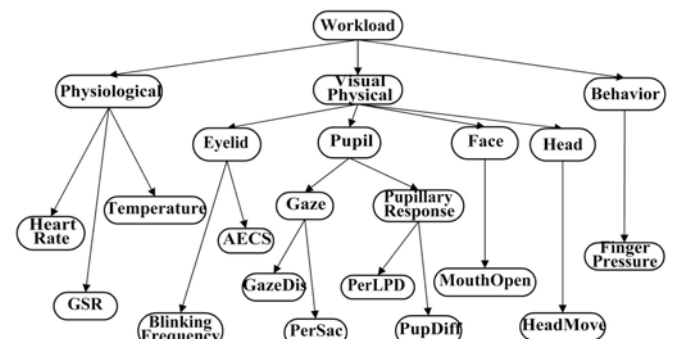 Workload
Physiological
Visual
Physical
Behavior
Eyelid
Pupil
Face
Head
Heart
Rate
Temperature
Gaze
Pupillary
Response
AECS
Finger
Pressure
GSR
GazeDis
PerLPD
MouthOpen
Blinking
Frequency
PerSac
PupDiff
HeadMove